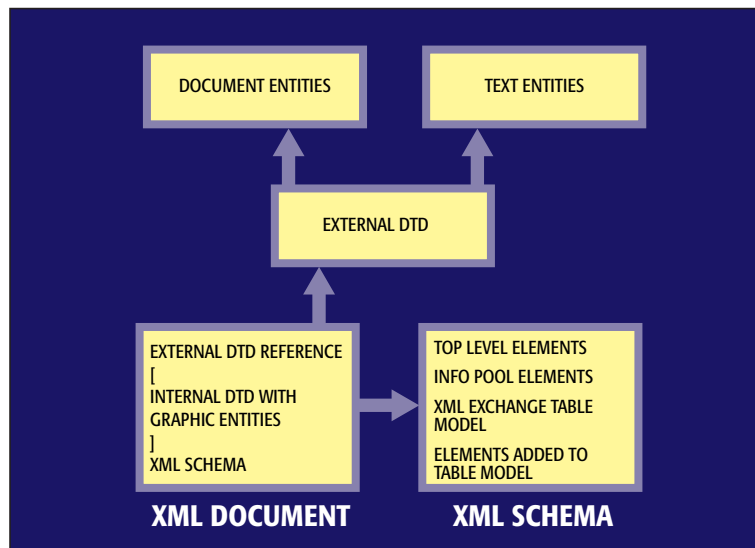 DOCUMENT ENTITIES
TEXT ENTITIES
EXTERNAL DTD
EXTERNAL DTD REFERENCE
[
INTERNAL DTD WITH
GRAPHIC ENTITIES
]
XML SCHEMA
TOP LEVEL ELEMENTS
INFO POOL ELEMENTS
XML EXCHANGE TABLE
MODEL
ELEMENTS ADDED TO
TABLE MODEL
XML DOCUMENT
XML SCHEMA